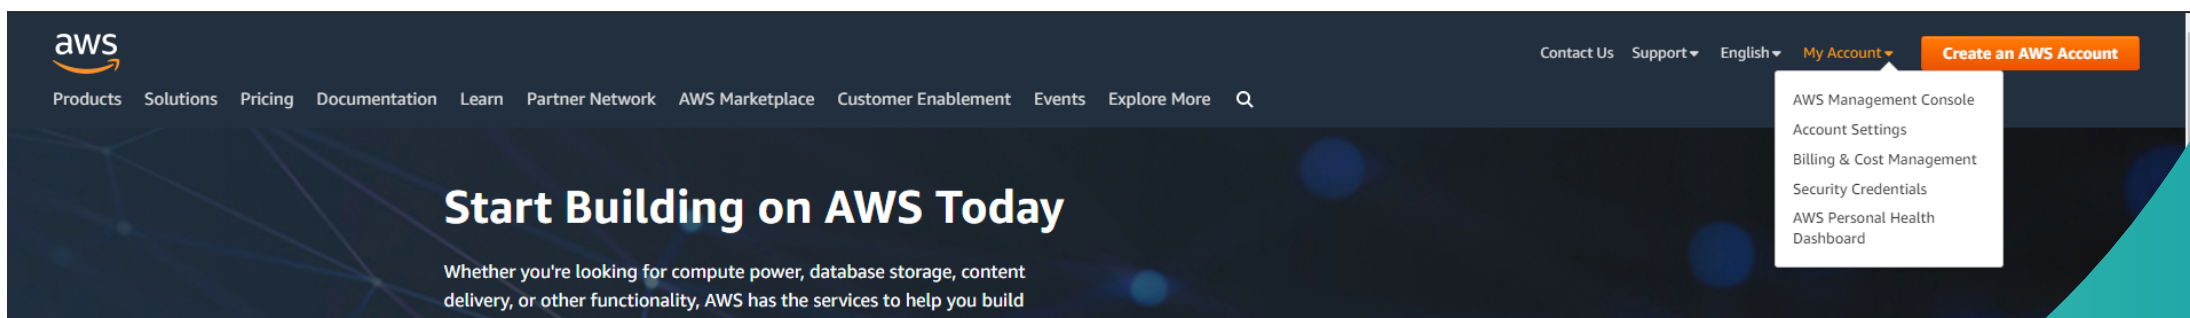 aws
Contact Us Support English My Account Create an AWS Account
Products Solutions Pricing Documentation Learn Partner Network AWS Marketplace Customer Enablement Events Explore More
AWS Management Console
Account Settings
Billing & Cost Management
Security Credentials
AWS Personal Health
Dashboard
Start Building on AWS Today
Whether you're looking for compute power, database storage, content
delivery, or other functionality, AWS has the services to help you build